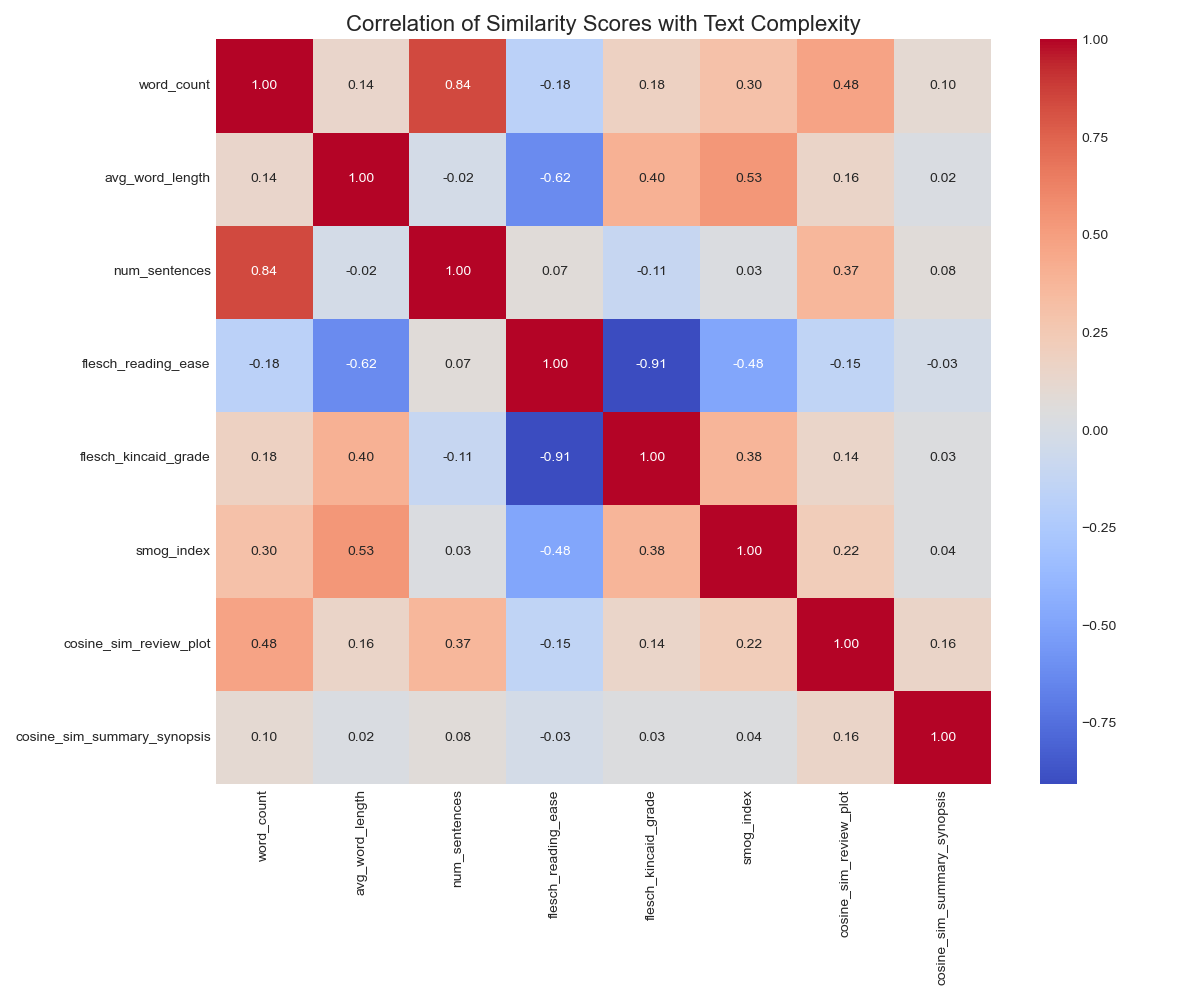 Correlation of Similarity Scores with Text Complexity
word_count 1.00 0.14 0.84 -0.18 0.18 0.30 0.48 0.10
avg_word_length 0.14 1.00 -0.02 -0.62 0.40 0.53 0.16 0.02
num_sentences 0.84 -0.02 1.00 0.07 -0.11 0.03 0.37 0.08
flesch_reading_ease -0.18 -0.62 0.07 1.00 -0.91 -0.48 -0.15 -0.03
flesch_kincaid_grade 0.18 0.40 -0.11 -0.91 1.00 0.38 0.14 0.03
smog_index 0.30 0.53 0.03 -0.48 0.38 1.00 0.22 0.04
cosine_sim_review_plot 0.48 0.16 0.37 -0.15 0.14 0.22 1.00 0.16
cosine_sim_summary_synopsis 0.10 0.02 0.08 -0.03 0.03 0.04 0.16 1.00
word_count
avg_word_length
num_sentences
flesch_reading_ease
flesch_kincaid_grade
smog_index
cosine_sim_review_plot
cosine_sim_summary_synopsis
1.00
0.75
0.50
0.25
0.00
−0.25
−0.50
−0.75